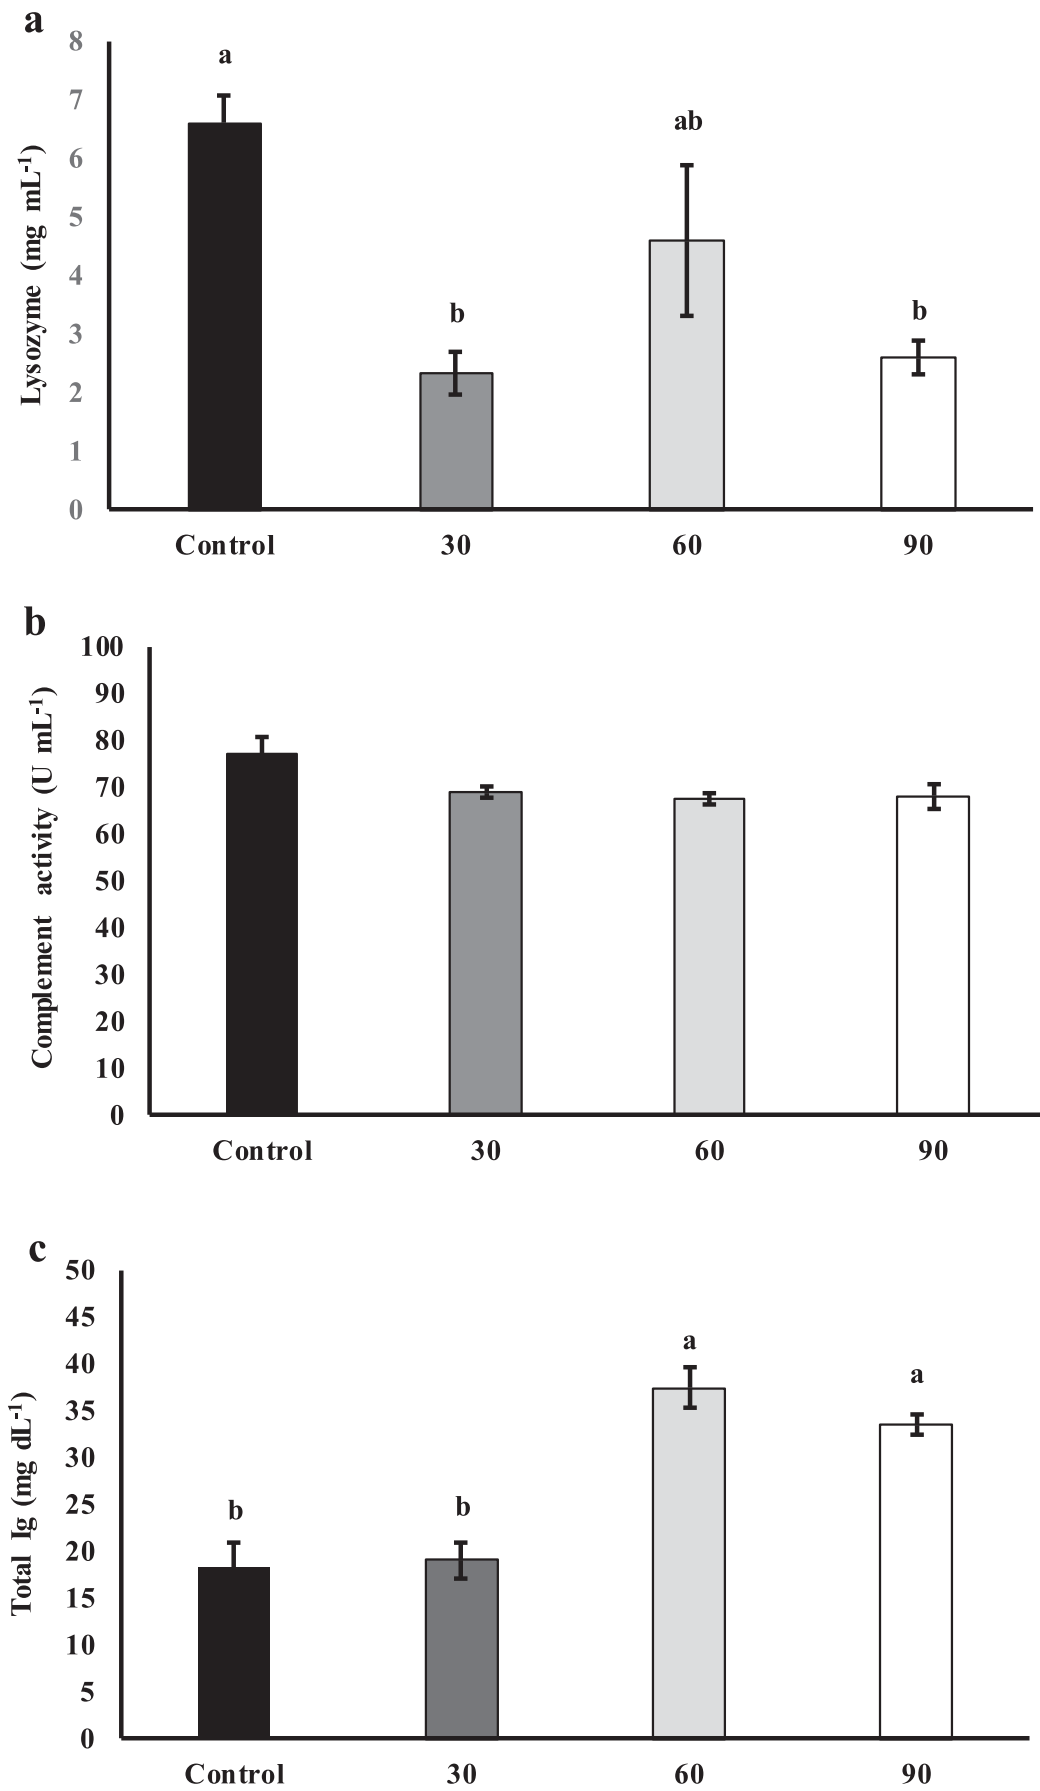 a
8
7
6
5
4
3
2
1
0
Lysozyme (mg mL-1)
a
b
ab
b
Control 30 60 90
b
100
90
80
70
60
50
40
30
20
10
0
Complement activity (U mL-1)
Control 30 60 90
c
50
45
40
35
30
25
20
15
10
5
0
Total Ig (mg dL-1)
b
b
a
a
Control 30 60 90